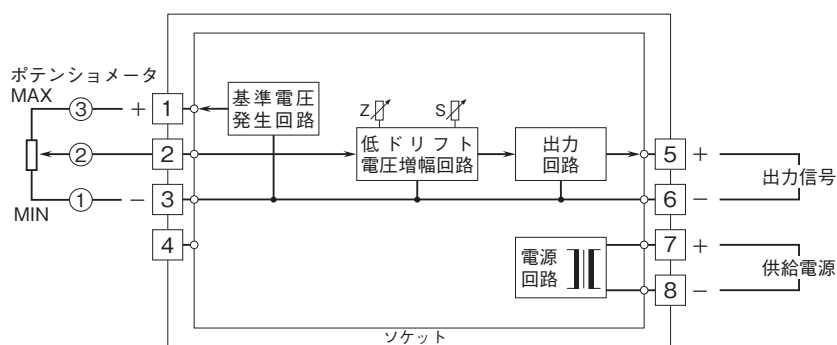 ポテンショメータ
MAX
③
+
1
基準電圧
発生回路
Z
S
②
2
低ドリフト
電圧増幅回路
出力
回路
5
+
出力信号
①
−
3
6
−
MIN
4
電源
回路
7
+
供給電源
8
−
ソケット